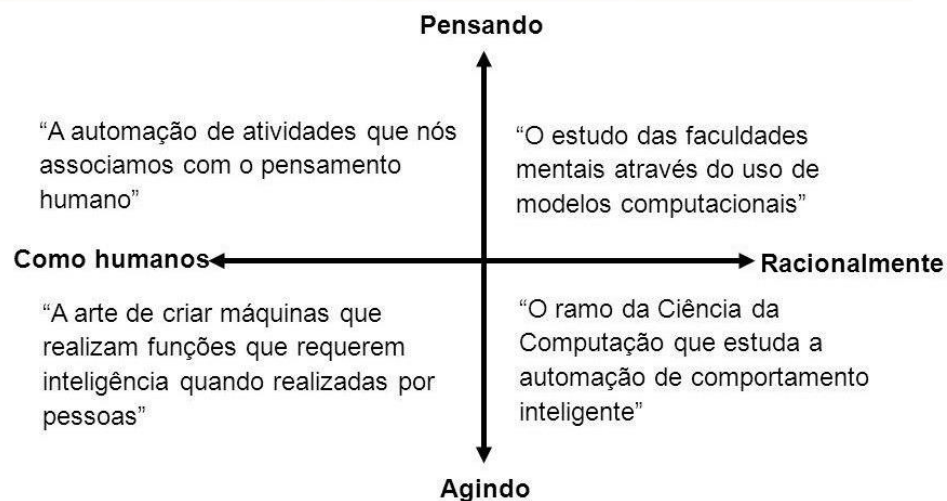 Pensando
“A automação de atividades que nós
associamos com o pensamento
humano”
“O estudo das faculdades
mentais através do uso de
modelos computacionais”
Como humanos
Racionalmente
“A arte de criar máquinas que
realizam funções que requerem
inteligência quando realizadas por
pessoas”
“O ramo da Ciência da
Computação que estuda a
automação de comportamento
inteligente”
Agindo